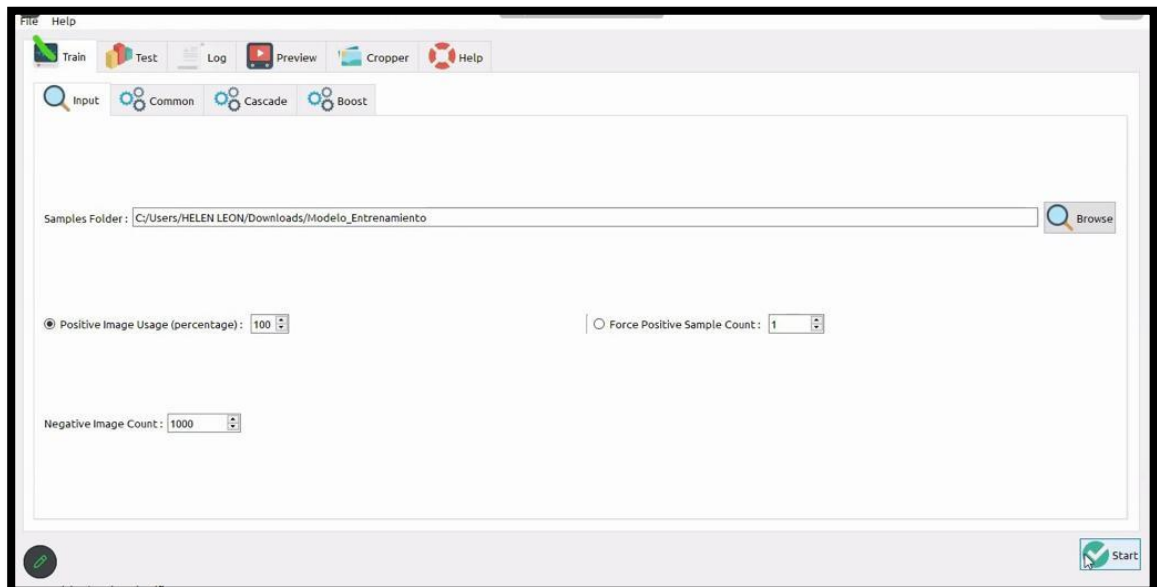 File Help
Train Test Log Preview Cropper Help
Input Common Cascade Boost
Samples Folder : C:/Users/HELEN LEON/Downloads/Modelo_Entrenamiento Browse
Positive Image Usage (percentage) : 100 Force Positive Sample Count : 1
Negative Image Count : 1000
Start